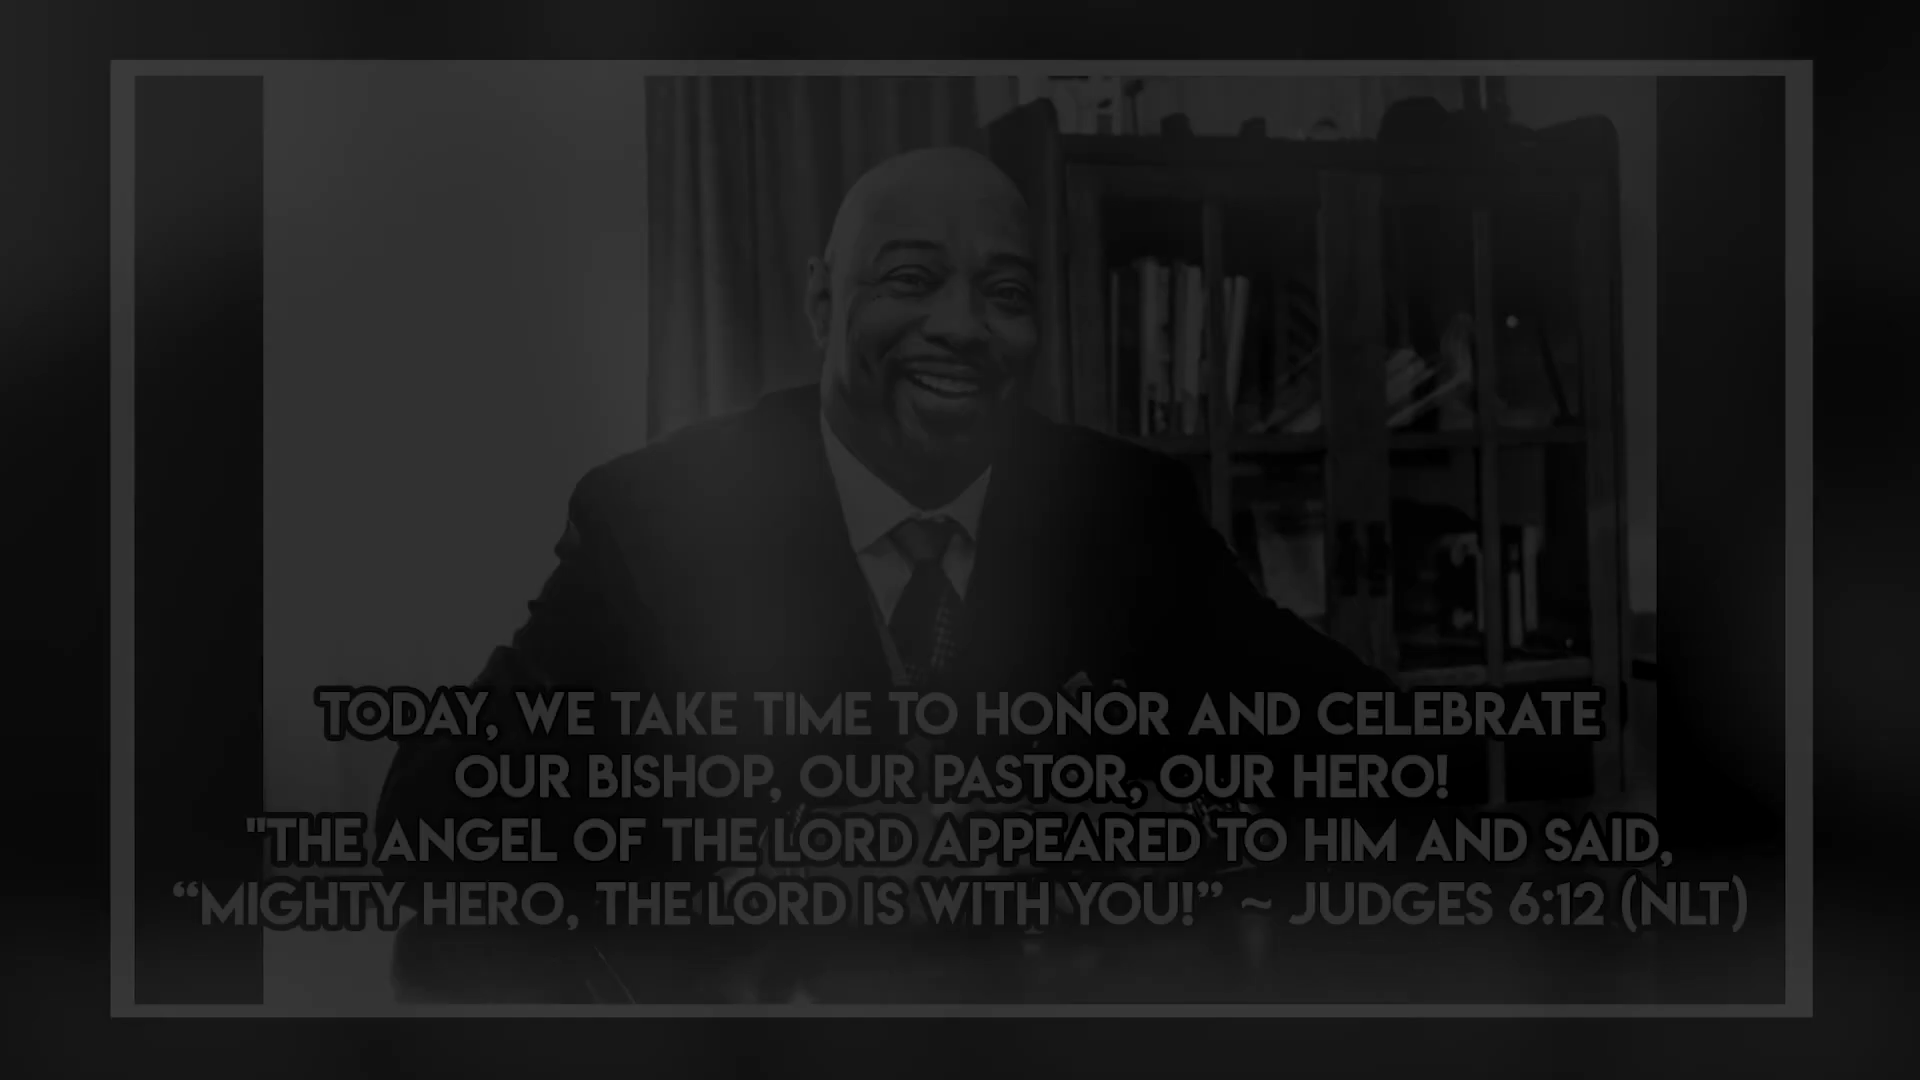 TODAY, WE TAKE TIME TO HONOR AND CELEBRATE
OUR BISHOP, OUR PASTOR, OUR HERO!
"THE ANGEL OF THE LORD APPEARED TO HIM AND SAID,
“MIGHTY HERO, THE LORD IS WITH YOU!” ~ JUDGES 6:12 (NLT)